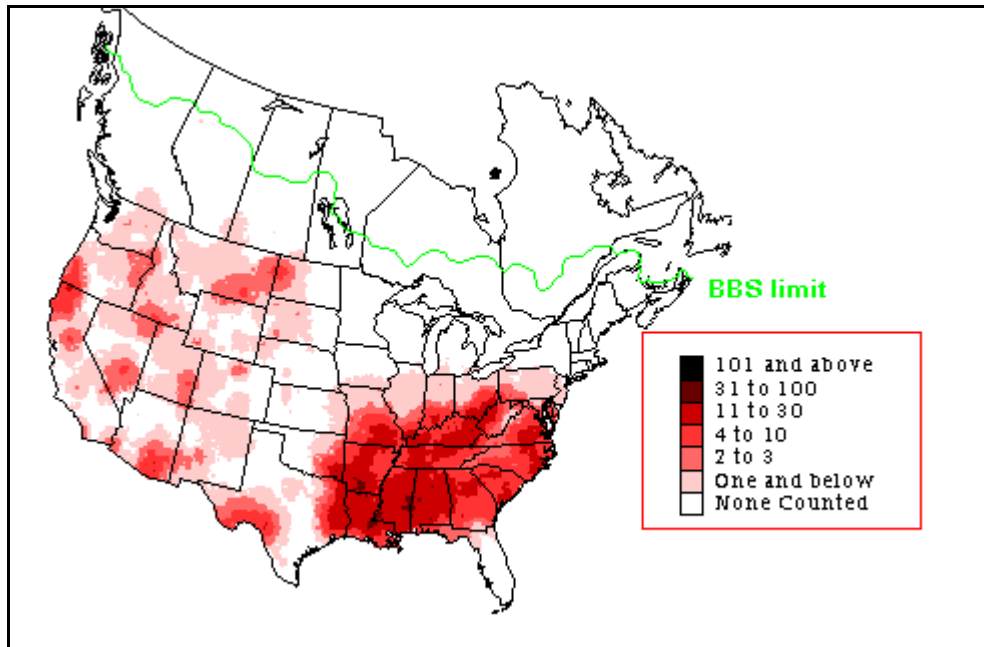 BBS limit
101 and above
31 to 100
11 to 30
4 to 10
2 to 3
One and below
None Counted